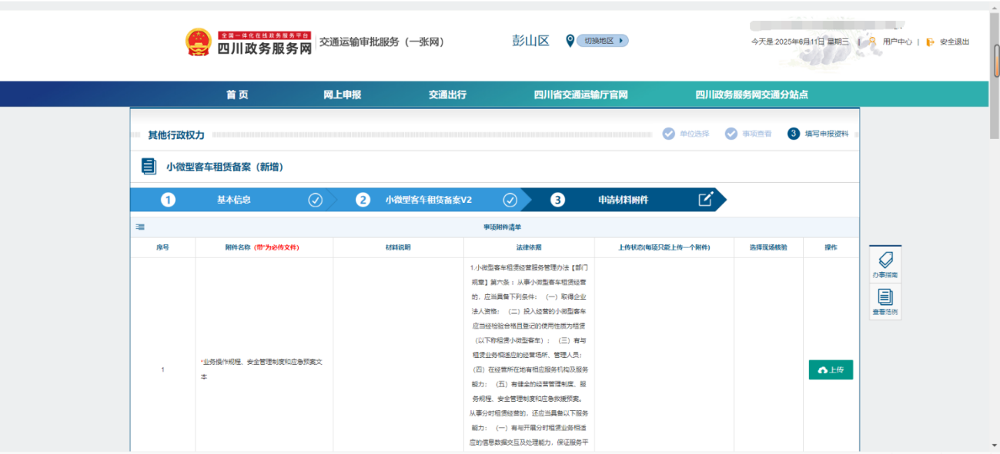 全国一体化在线政务服务平台
四川政务服务网
交通运输审批服务（一张网）
彭山区
切换地区
今天是:2025年6月11日 星期三 | 用户中心 | 安全退出
首页 网上申报 交通出行 四川省交通运输厅官网 四川政务服务网交通分站点
其他行政权力
单位选择 事项查看 3 填写申报资料
小微型客车租赁备案（新增）
1 基本信息 2 小微型客车租赁备案V2 3 申请材料附件
事项附件清单
序号 附件名称（带*为必传文件） 材料说明 法律依据 上传状态(每项只能上传一个附件) 选择现场核验 操作
1
*业务操作规程、安全管理制度和应急预案文
本
1.小微型客车租赁经营服务管理办法【部门
规章】第六条：从事小微型客车租赁经营
的，应当具备下列条件：（一）取得企业
法人资格；（二）投入经营的小微型客车
应当经检验合格且登记的使用性质为租赁
（以下称租赁小微型客车）；（三）有与
租赁业务相适应的经营场所、管理人员；
（四）在经营所在地有相应服务机构及服务
能力；（五）有健全的经营管理制度、服
务规程、安全管理制度和应急救援预案。
从事分时租赁经营的，还应当具备以下服务
能力：（一）有与开展分时租赁业务相适
应的信息数据交互及处理能力，保证服务平
上传
办事指南
查看范例